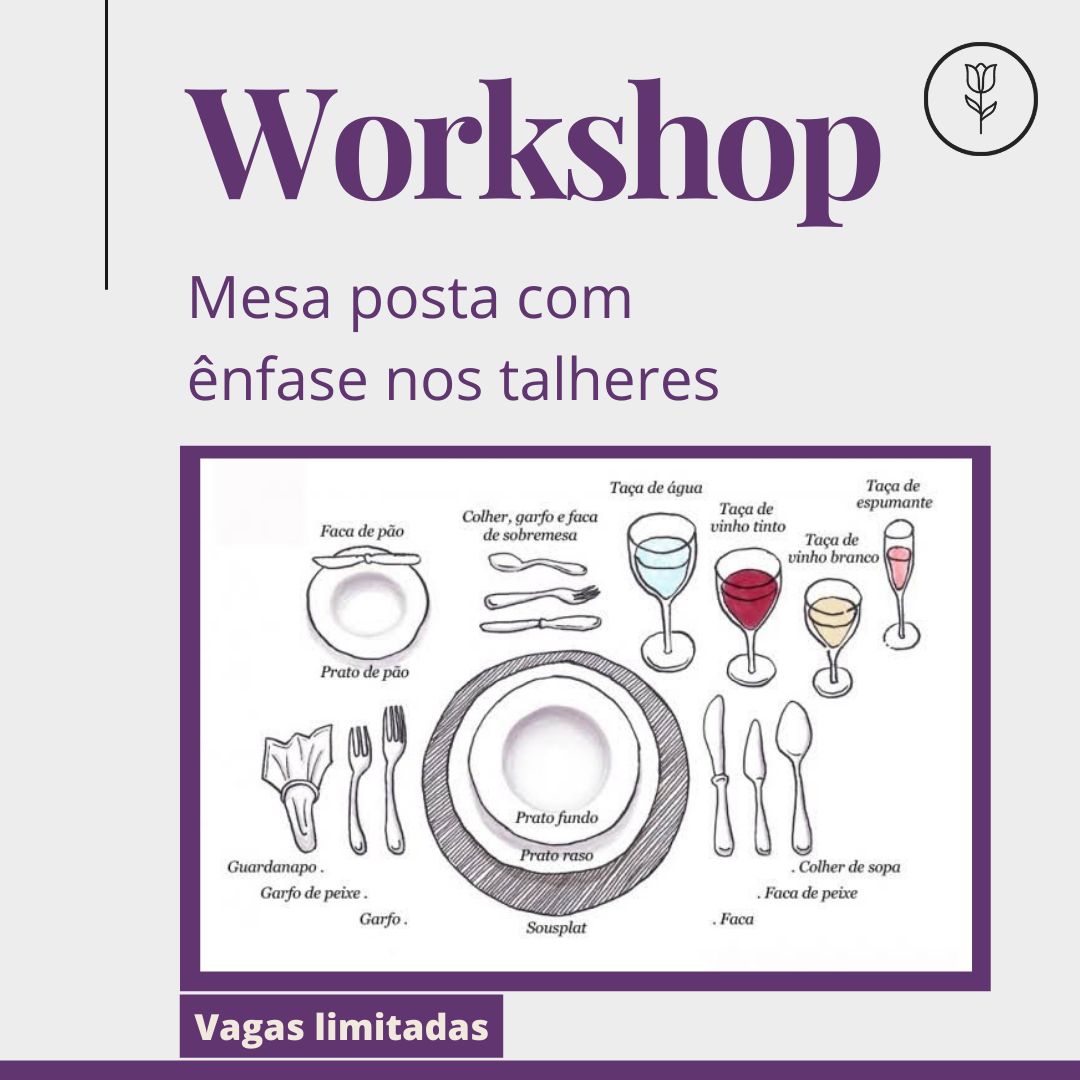 Workshop
Mesa posta com
ênfase nos talheres
Taça de água
Taça de
espumante
Taça de
vinho tinto
Colher, garfo e faca
de sobremesa
Faca de pão
Taça de
vinho branco
Prato de pão
Prato fundo
Prato raso
Guardanapo .
. Colher de sopa
Garfo de peixe .
. Faca de peixe
Garfo .
. Faca
Sousplat
Vagas limitadas